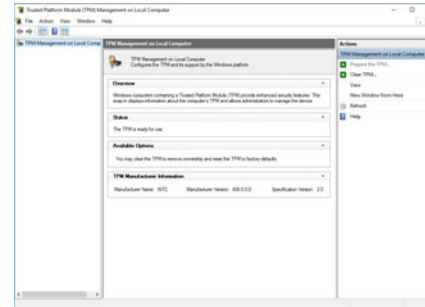 Trusted Platform Module (TPM) Management on Local Computer
File Action View Window Help
TPM Management on Local Comp
TPM Management on Local Computer
TPM Management on Local Computer
Configures the TPM and its support by the Windows platform
Overview
Windows computers containing a Trusted Platform Module (TPM) provide enhanced security features. This
snap-in displays information about the computer's TPM and allows administrators to manage the device.
Status
The TPM is ready for use.
Available Options
You may clear the TPM to remove ownership and reset the TPM to factory defaults.
TPM Manufacturer Information
Manufacturer Name: INTC Manufacturer Version: 400.0.0.0 Specification Version: 2.0
Actions
TPM Management on Local Computer
Prepare the TPM...
Clear TPM...
View
New Window from Here
Refresh
Help